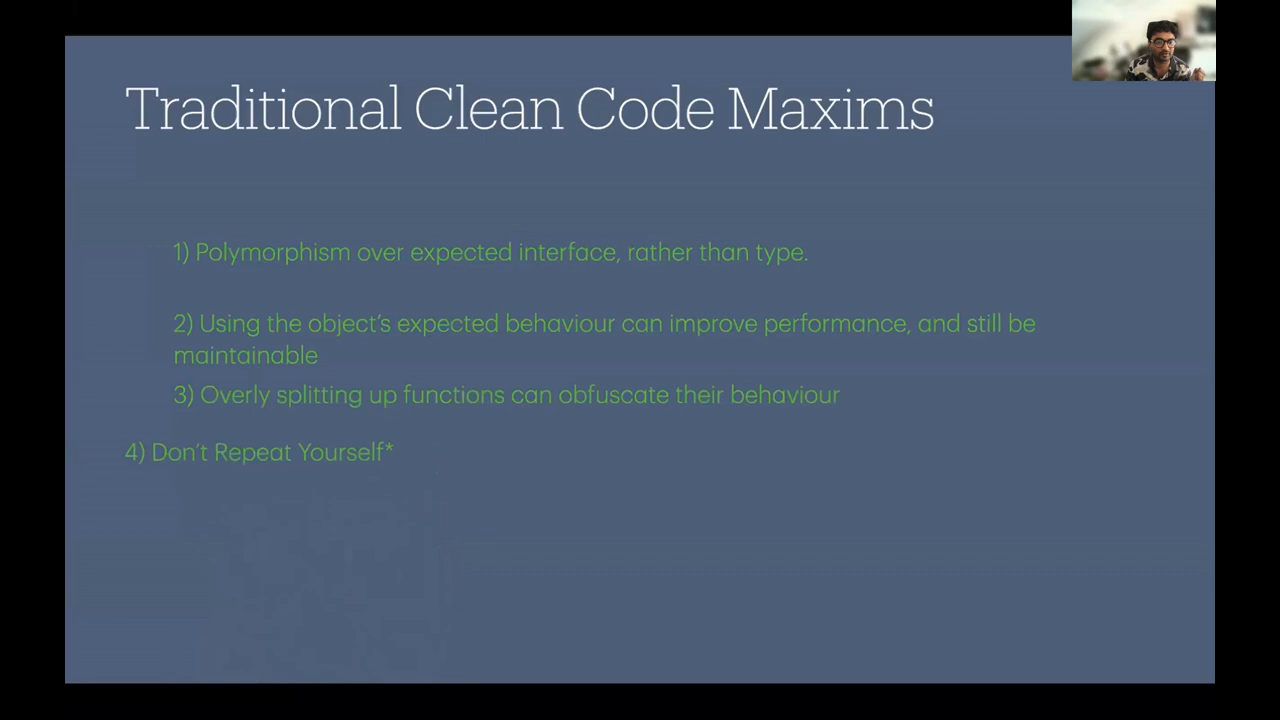 Traditional Clean Code Maxims
1) Polymorphism over expected interface, rather than type.
2) Using the object’s expected behaviour can improve performance, and still be
maintainable
3) Overly splitting up functions can obfuscate their behaviour
4) Don’t Repeat Yourself*